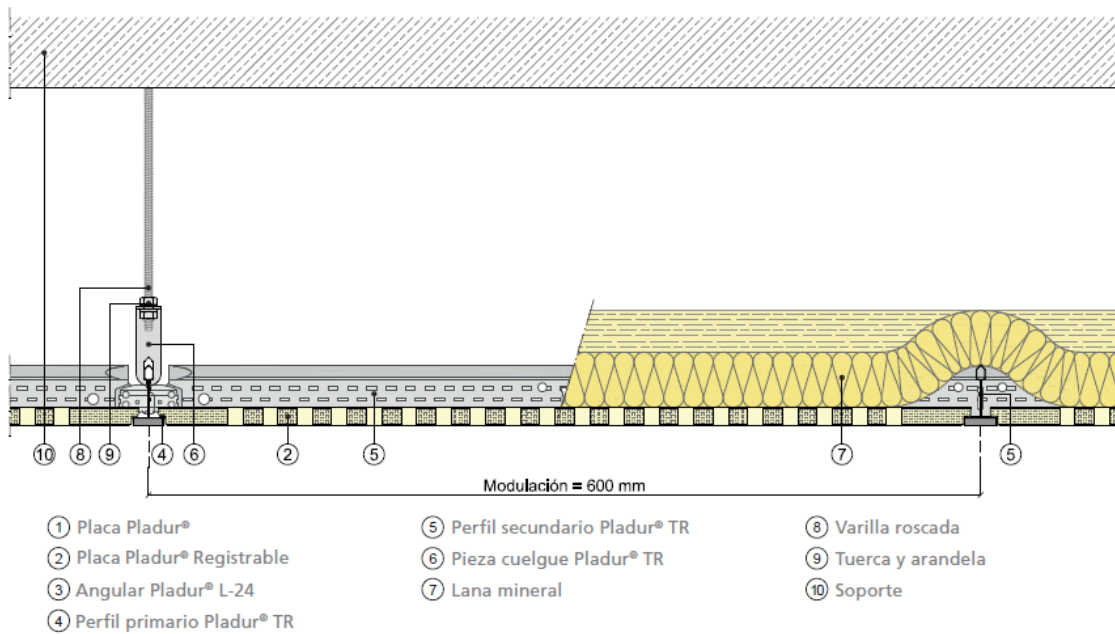 10 8 9 4 6 2 5 7 5
Modulación = 600 mm
1 Placa Pladur®
2 Placa Pladur® Registrable
3 Angular Pladur® L-24
4 Perfil primario Pladur® TR
5 Perfil secundario Pladur® TR
6 Pieza cuelgue Pladur® TR
7 Lana mineral
8 Varilla roscada
9 Tuerca y arandela
10 Soporte